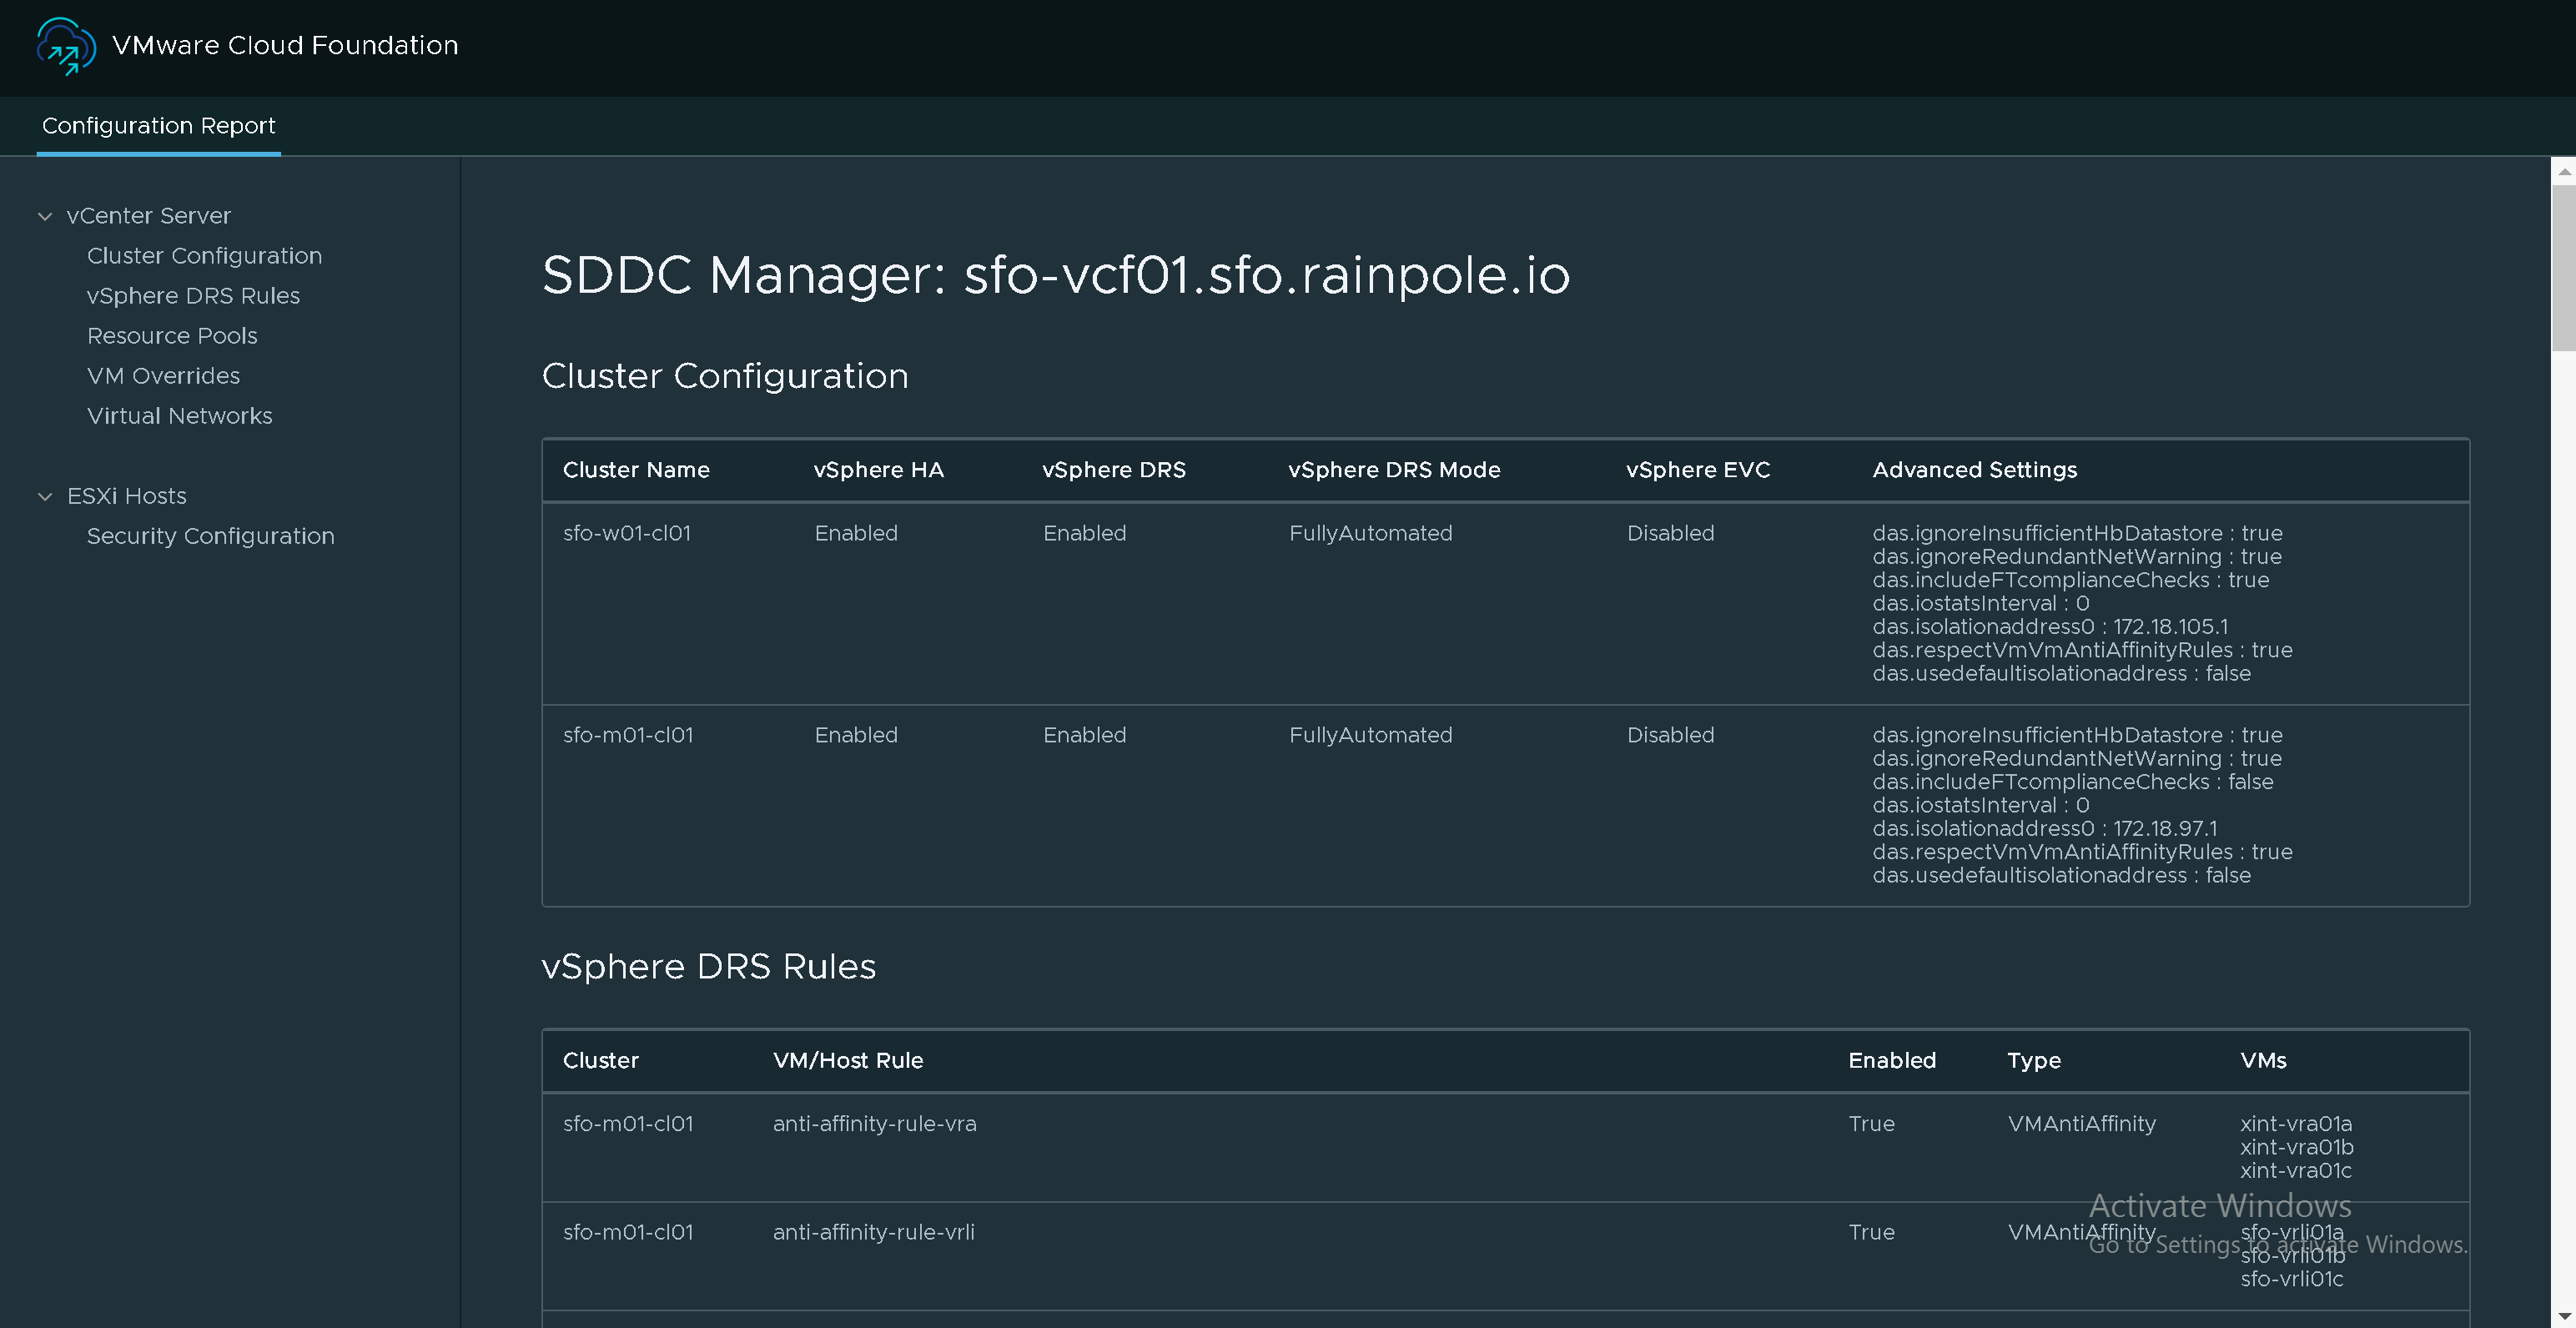 VMware Cloud Foundation
Configuration Report
vCenter Server
Cluster Configuration
vSphere DRS Rules
Resource Pools
VM Overrides
Virtual Networks
ESXi Hosts
Security Configuration
SDDC Manager: sfo-vcf01.sfo.rainpole.io
Cluster Configuration
Cluster Name vSphere HA vSphere DRS vSphere DRS Mode vSphere EVC Advanced Settings
sfo-w01-cl01 Enabled Enabled FullyAutomated Disabled das.ignoreInsufficientHbDatastore : true
das.ignoreRedundantNetWarning : true
das.includeFTcomplianceChecks : true
das.iostatsInterval : 0
das.isolationaddress0 : 172.18.105.1
das.respectVmVmAntiAffinityRules : true
das.usedefaultisolationaddress : false
sfo-m01-cl01 Enabled Enabled FullyAutomated Disabled das.ignoreInsufficientHbDatastore : true
das.ignoreRedundantNetWarning : true
das.includeFTcomplianceChecks : false
das.iostatsInterval : 0
das.isolationaddress0 : 172.18.97.1
das.respectVmVmAntiAffinityRules : true
das.usedefaultisolationaddress : false
vSphere DRS Rules
Cluster VM/Host Rule Enabled Type VMs
sfo-m01-cl01 anti-affinity-rule-vra True VMAntiAffinity xint-vra01a
xint-vra01b
xint-vra01c
sfo-m01-cl01 anti-affinity-rule-vrli True VMAntiAffinity sfo-vrli01a
sfo-vrli01b
sfo-vrli01c
Activate Windows
Go to Settings to activate Windows.